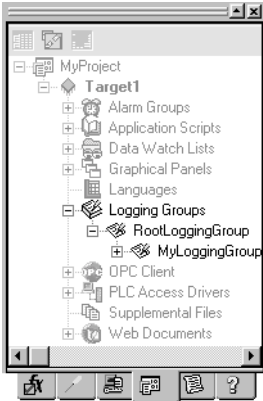 MyProject
Target1
Alarm Groups
Application Scripts
Data Watch Lists
Graphical Panels
Languages
Logging Groups
RootLoggingGroup
MyLoggingGroup
OPC Client
PLC Access Drivers
Supplemental Files
Web Documents